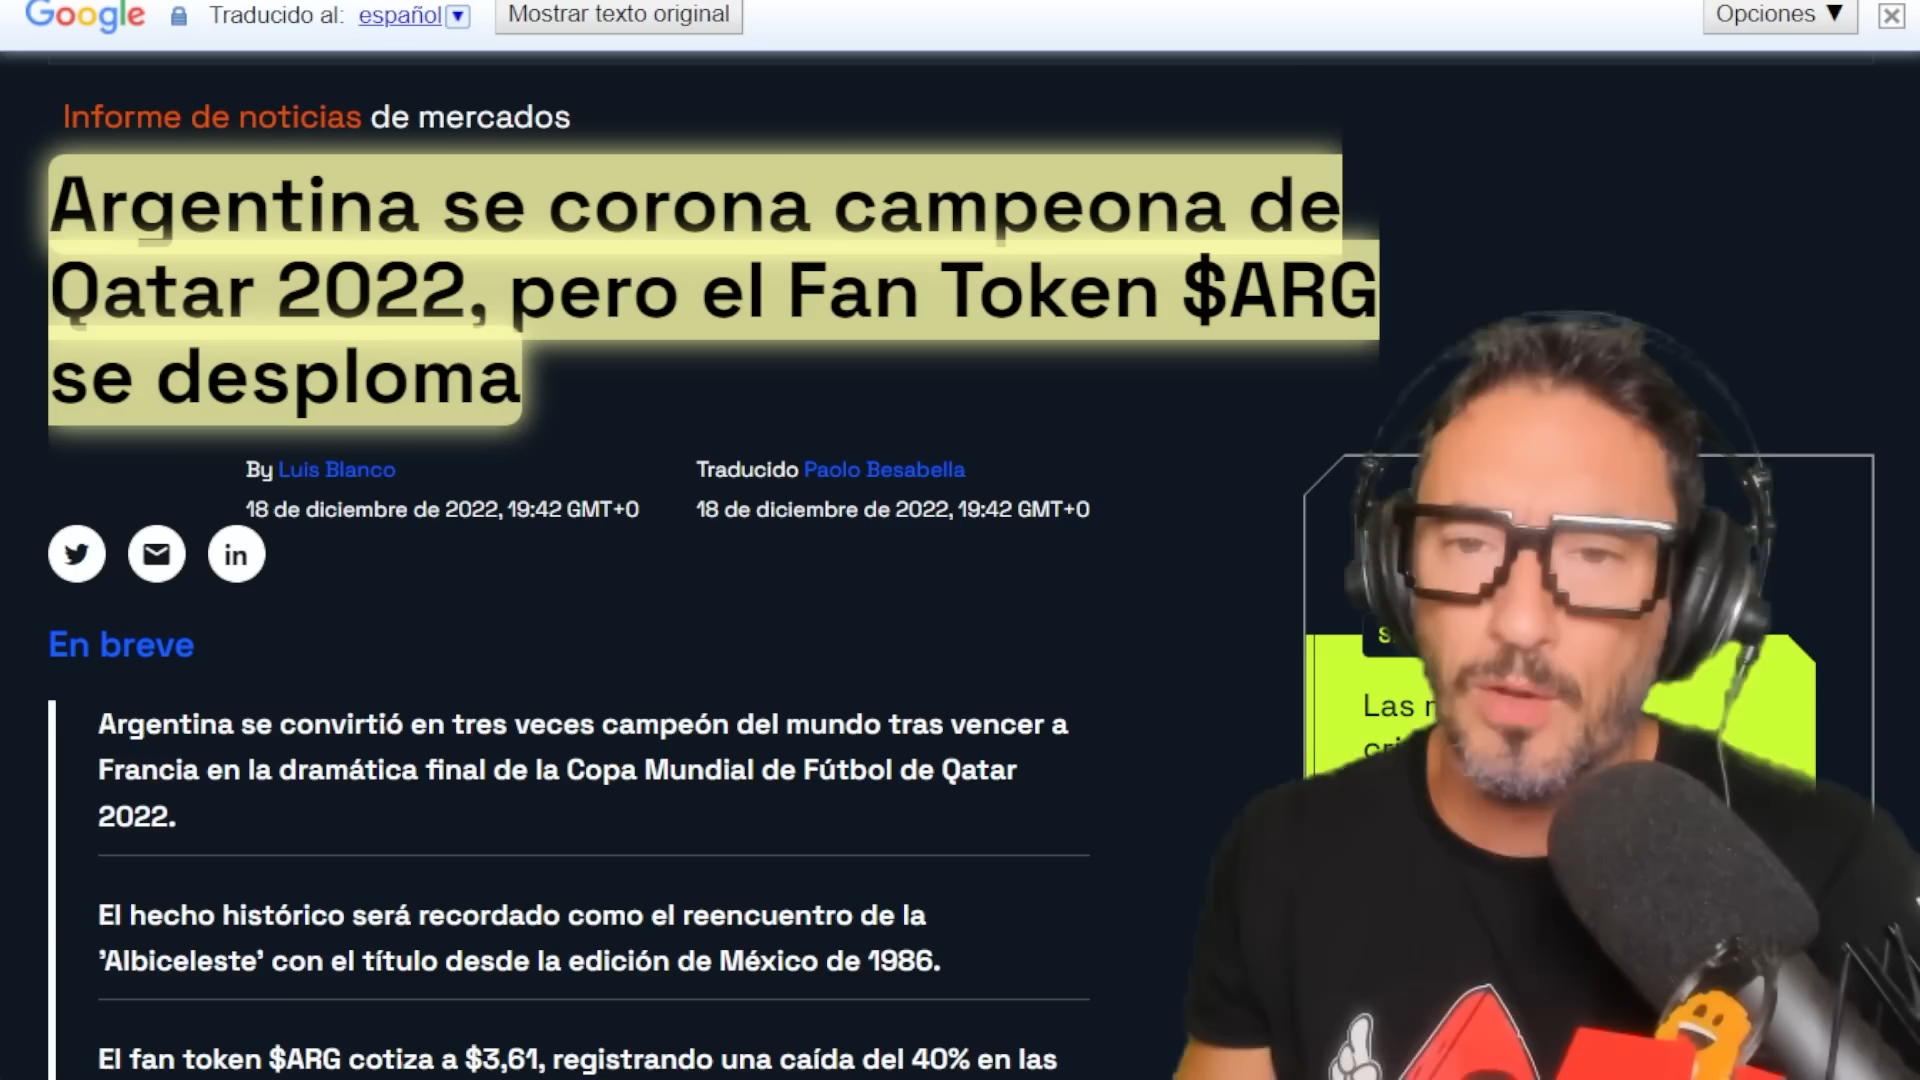 Google Traducido al: español Mostrar texto original Opciones ▼
Informe de noticias de mercados
Argentina se corona campeona de
Qatar 2022, pero el Fan Token $ARG
se desploma
By Luis Blanco
18 de diciembre de 2022, 19:42 GMT+0
Traducido Paolo Besabella
18 de diciembre de 2022, 19:42 GMT+0
in
En breve
Argentina se convirtió en tres veces campeón del mundo tras vencer a
Francia en la dramática final de la Copa Mundial de Fútbol de Qatar
2022.
El hecho histórico será recordado como el reencuentro de la
'Albiceleste' con el título desde la edición de México de 1986.
El fan token $ARG cotiza a $3,61, registrando una caída del 40% en las
Las